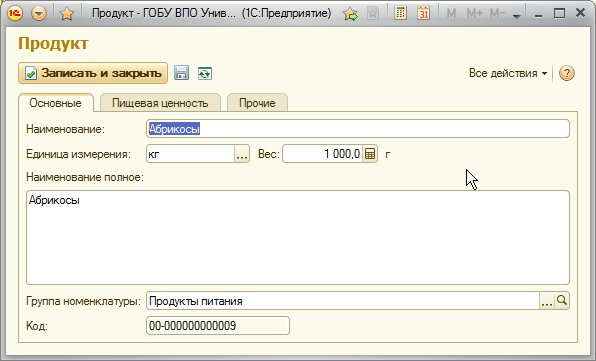 Продукт - ГОБУ ВПО Унив... (1С:Предприятие)
M M+ M-
Продукт
Записать и закрыть
Все действия
Основные Пищевая ценность Прочие
Наименование: Абрикосы
Единица измерения: кг ... Вес: 1 000,0 г
Наименование полное:
Абрикосы
Группа номенклатуры: Продукты питания ...
Код: 00-000000000009